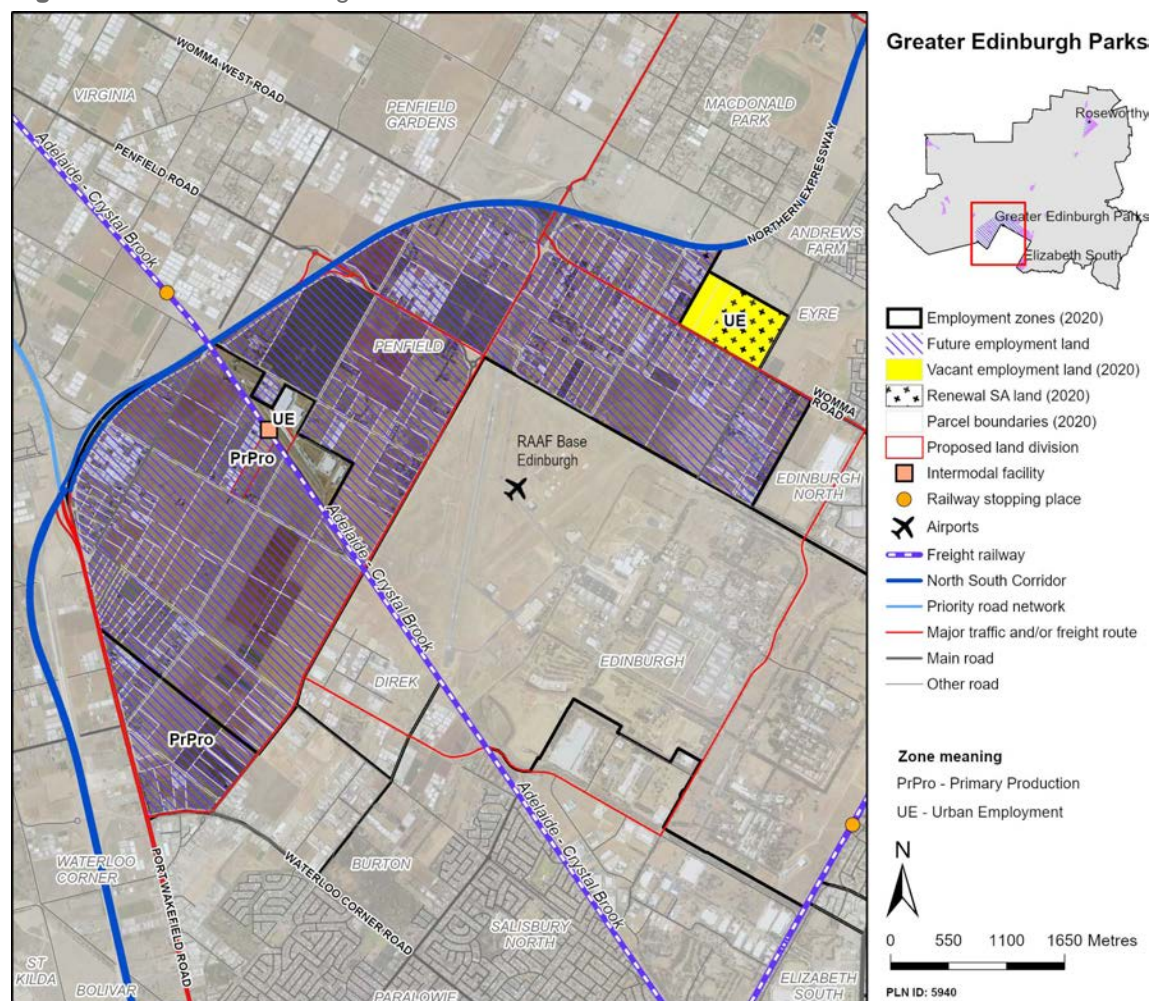 Greater Edinburgh Parks
Roseworthy
Greater Edinburgh Parks
Elizabeth South
Employment zones (2020)
Future employment land
Vacant employment land (2020)
Renewal SA land (2020)
Parcel boundaries (2020)
Proposed land division
Intermodal facility
Railway stopping place
Airports
Freight railway
North South Corridor
Priority road network
Major traffic and/or freight route
Main road
Other road
Zone meaning
PrPro - Primary Production
UE - Urban Employment
N
0 550 1100 1650 Metres
PLN ID: 5940
WOMMA WEST ROAD
VIRGINIA
PENFIELD
GARDENS
MACDONALD
PARK
PENFIELD ROAD
Adelaide - Crystal Brook
NORTHERN EXPRESSWAY
ANDREWS
FARM
UE
EYRE
PENFIELD
WOMMA
ROAD
UE
PrPro
RAAF Base
Edinburgh
EDINBURGH
NORTH
Adelaide - Crystal Brook
EDINBURGH
DIREK
PrPro
Adelaide - Crystal Brook
WATERLOO
CORNER
PORT WAKEFIELD ROAD
WATERLOO CORNER ROAD
BURTON
SALISBURY
NORTH
ST
KILDA
BOLIVAR
PARALOWIE
ELIZABETH
SOUTH